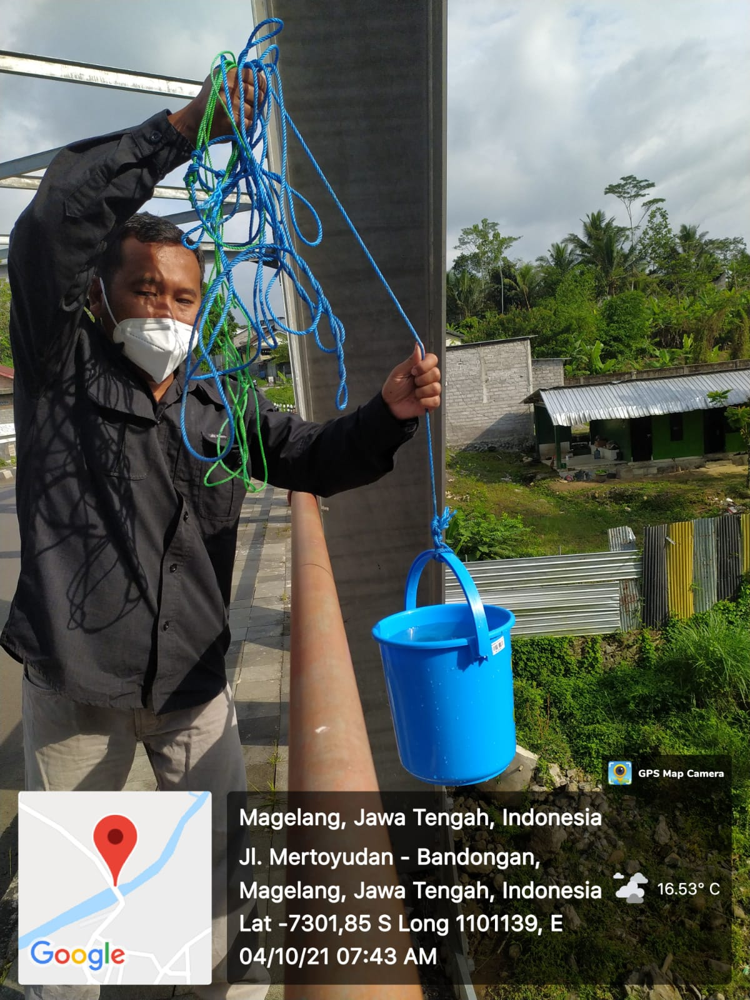 GPS Map Camera
Magelang, Jawa Tengah, Indonesia
Jl. Mertoyudan - Bandongan,
Magelang, Jawa Tengah, Indonesia
16.53° C
Lat -7301,85 S Long 1101139, E
04/10/21 07:43 AM
Google